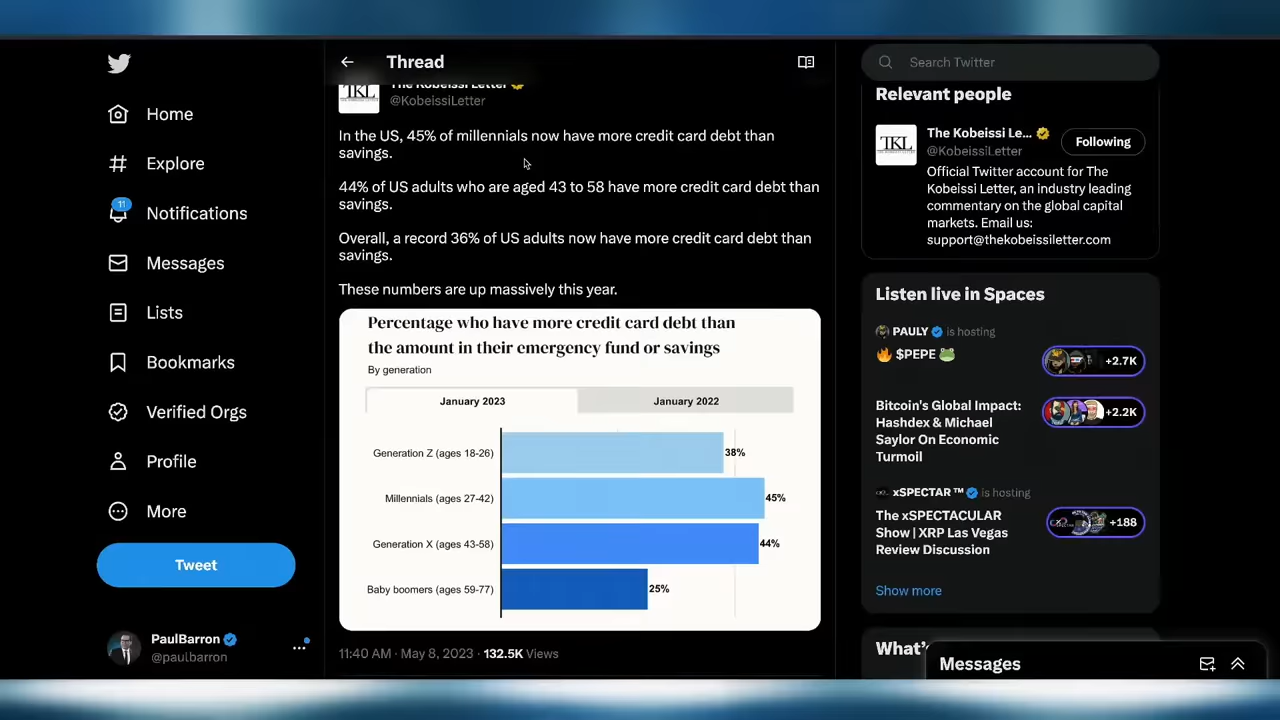 Home
Explore
11
Notifications
Messages
Lists
Bookmarks
Verified Orgs
Profile
More
Tweet
PaulBarron
@paulbarron
Thread
TKL
The Kobeissi Letter
@KobeissiLetter
In the US, 45% of millennials now have more credit card debt than
savings.
44% of US adults who are aged 43 to 58 have more credit card debt than
savings.
Overall, a record 36% of US adults now have more credit card debt than
savings.
These numbers are up massively this year.
Percentage who have more credit card debt than
the amount in their emergency fund or savings
By generation
January 2023
January 2022
Generation Z (ages 18-26)
38%
Millennials (ages 27-42)
45%
Generation X (ages 43-58)
44%
Baby boomers (ages 59-77)
25%
11:40 AM · May 8, 2023 · 132.5K Views
Search Twitter
Relevant people
TKL
The Kobeissi Le...
@KobeissiLetter
Following
Official Twitter account for The
Kobeissi Letter, an industry leading
commentary on the global capital
markets. Email us:
support@thekobeissiletter.com
Listen live in Spaces
PAULY is hosting
🔥 $PEPE 🐸
+2.7K
Bitcoin's Global Impact:
Hashdex & Michael
Saylor On Economic
Turmoil
+2.2K
xSPECTAR ™ is hosting
The xSPECTACULAR
Show | XRP Las Vegas
Review Discussion
+188
Show more
What'
Messages